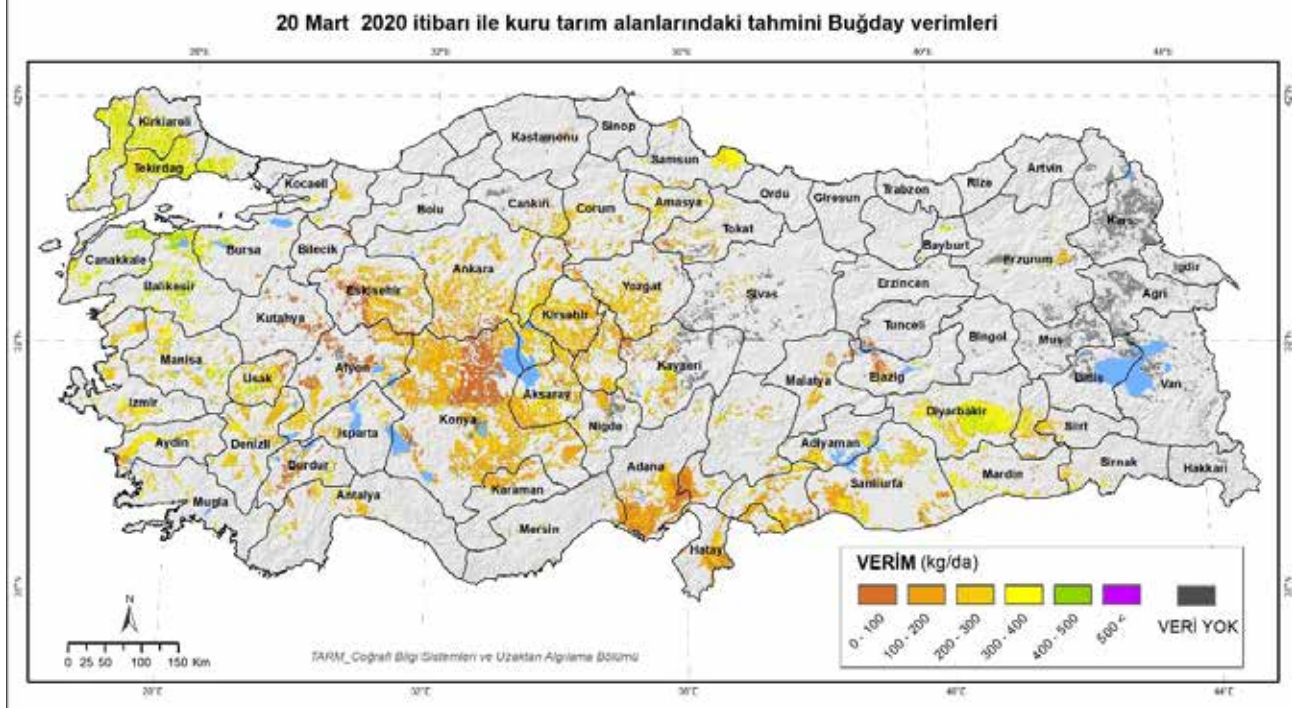 20 Mart 2020 itibarı ile kuru tarım alanlarındaki tahmini Buğday verimleri
32°E
42°N
42°N
Kirklareli
Tekirdag
Kocaeli
Bolu
Kastamonu
Sinop
Samsun
Cankiri
Corum
Amasya
Tokat
Ordu
Giresun
Trabzon
Rize
Artvin
Kars
Igdir
Bayburt
Erzurum
Agri
Canakkale
Bursa
Bilecik
Balikesir
Kutahya
Eskisehir
Ankara
Kirsehir
Yozgat
Sivas
Erzincan
Tunceli
Bingol
Mus
Bitlis
Van
Manisa
Usak
Afyon
Kayseri
Malatya
Elazig
Izmir
Aksaray
Konya
Nigde
Diyarbakir
Siirt
Aydin
Denizli
Isparta
Burdur
Adiyaman
Sanliurfa
Mardin
Sirnak
Hakkari
Mugla
Antalya
Karaman
Mersin
Adana
Hatay
VERİM (kg/da)
0 - 100
100 - 200
200 - 300
300 - 400
400 - 500
500 <
VERİ YOK
N
0 25 50 100 150 Km
TARM_Coğrafi Bilgi Sistemleri ve Uzaktan Algılama Bölümü
32°E